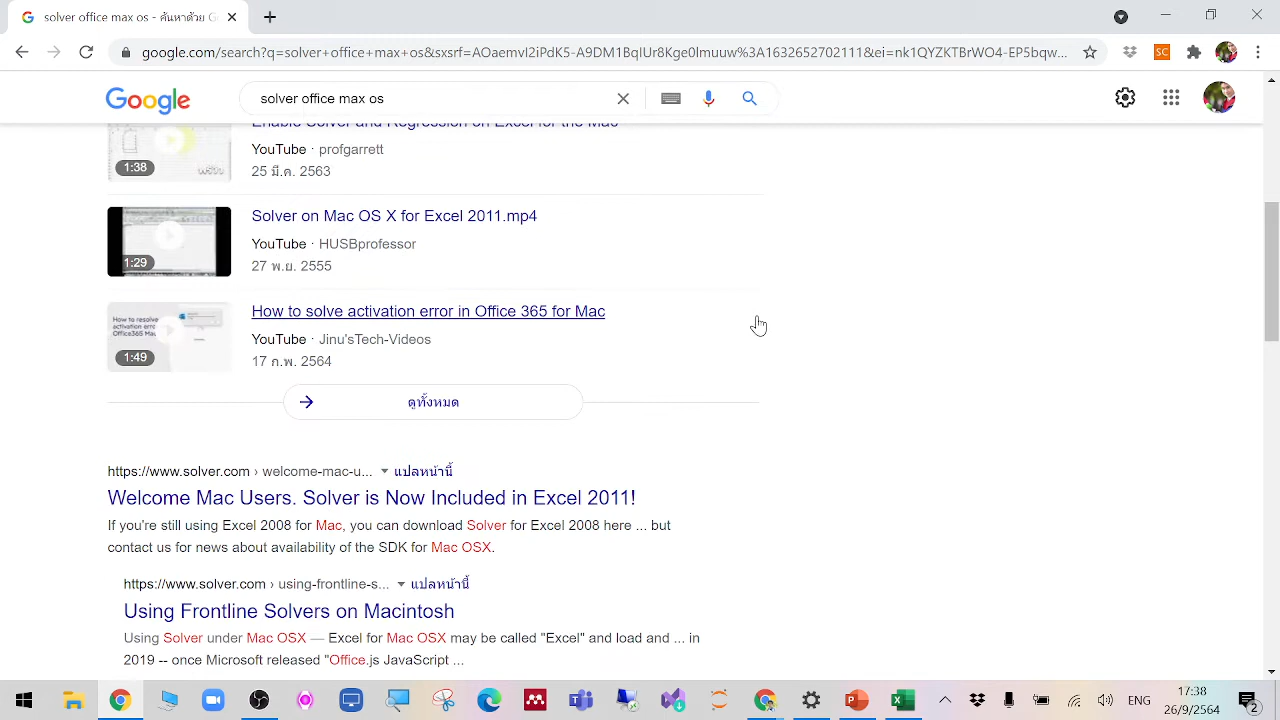 solver office max os - ค้นหาด้วย G
google.com/search?q=solver+office+max+os&sxsrf=AOaemvI2iPdK5-A9DM1BqIUr8Kge0lmuuw%3A1632652702111&ei=nk1QYZKTBrWO4-EP5bqw...
SC
Google
solver office max os
Enable Solver and Regression on Excel for the Mac
YouTube · profgarrett
1:38
25 มี.ค. 2563
Solver on Mac OS X for Excel 2011.mp4
YouTube · HUSBprofessor
1:29
27 พ.ย. 2555
How to solve activation error in Office 365 for Mac
How to resolve
activation error
Office365 Mac
YouTube · Jinu'sTech-Videos
1:49
17 ก.พ. 2564
ดูทั้งหมด
https://www.solver.com › welcome-mac-u... แปลหน้านี้
Welcome Mac Users. Solver is Now Included in Excel 2011!
If you're still using Excel 2008 for Mac, you can download Solver for Excel 2008 here ... but
contact us for news about availability of the SDK for Mac OSX.
https://www.solver.com › using-frontline-s... แปลหน้านี้
Using Frontline Solvers on Macintosh
Using Solver under Mac OSX — Excel for Mac OSX may be called "Excel" and load and ... in
2019 -- once Microsoft released "Office.js JavaScript ...
ENG
17:38
26/9/2564
2